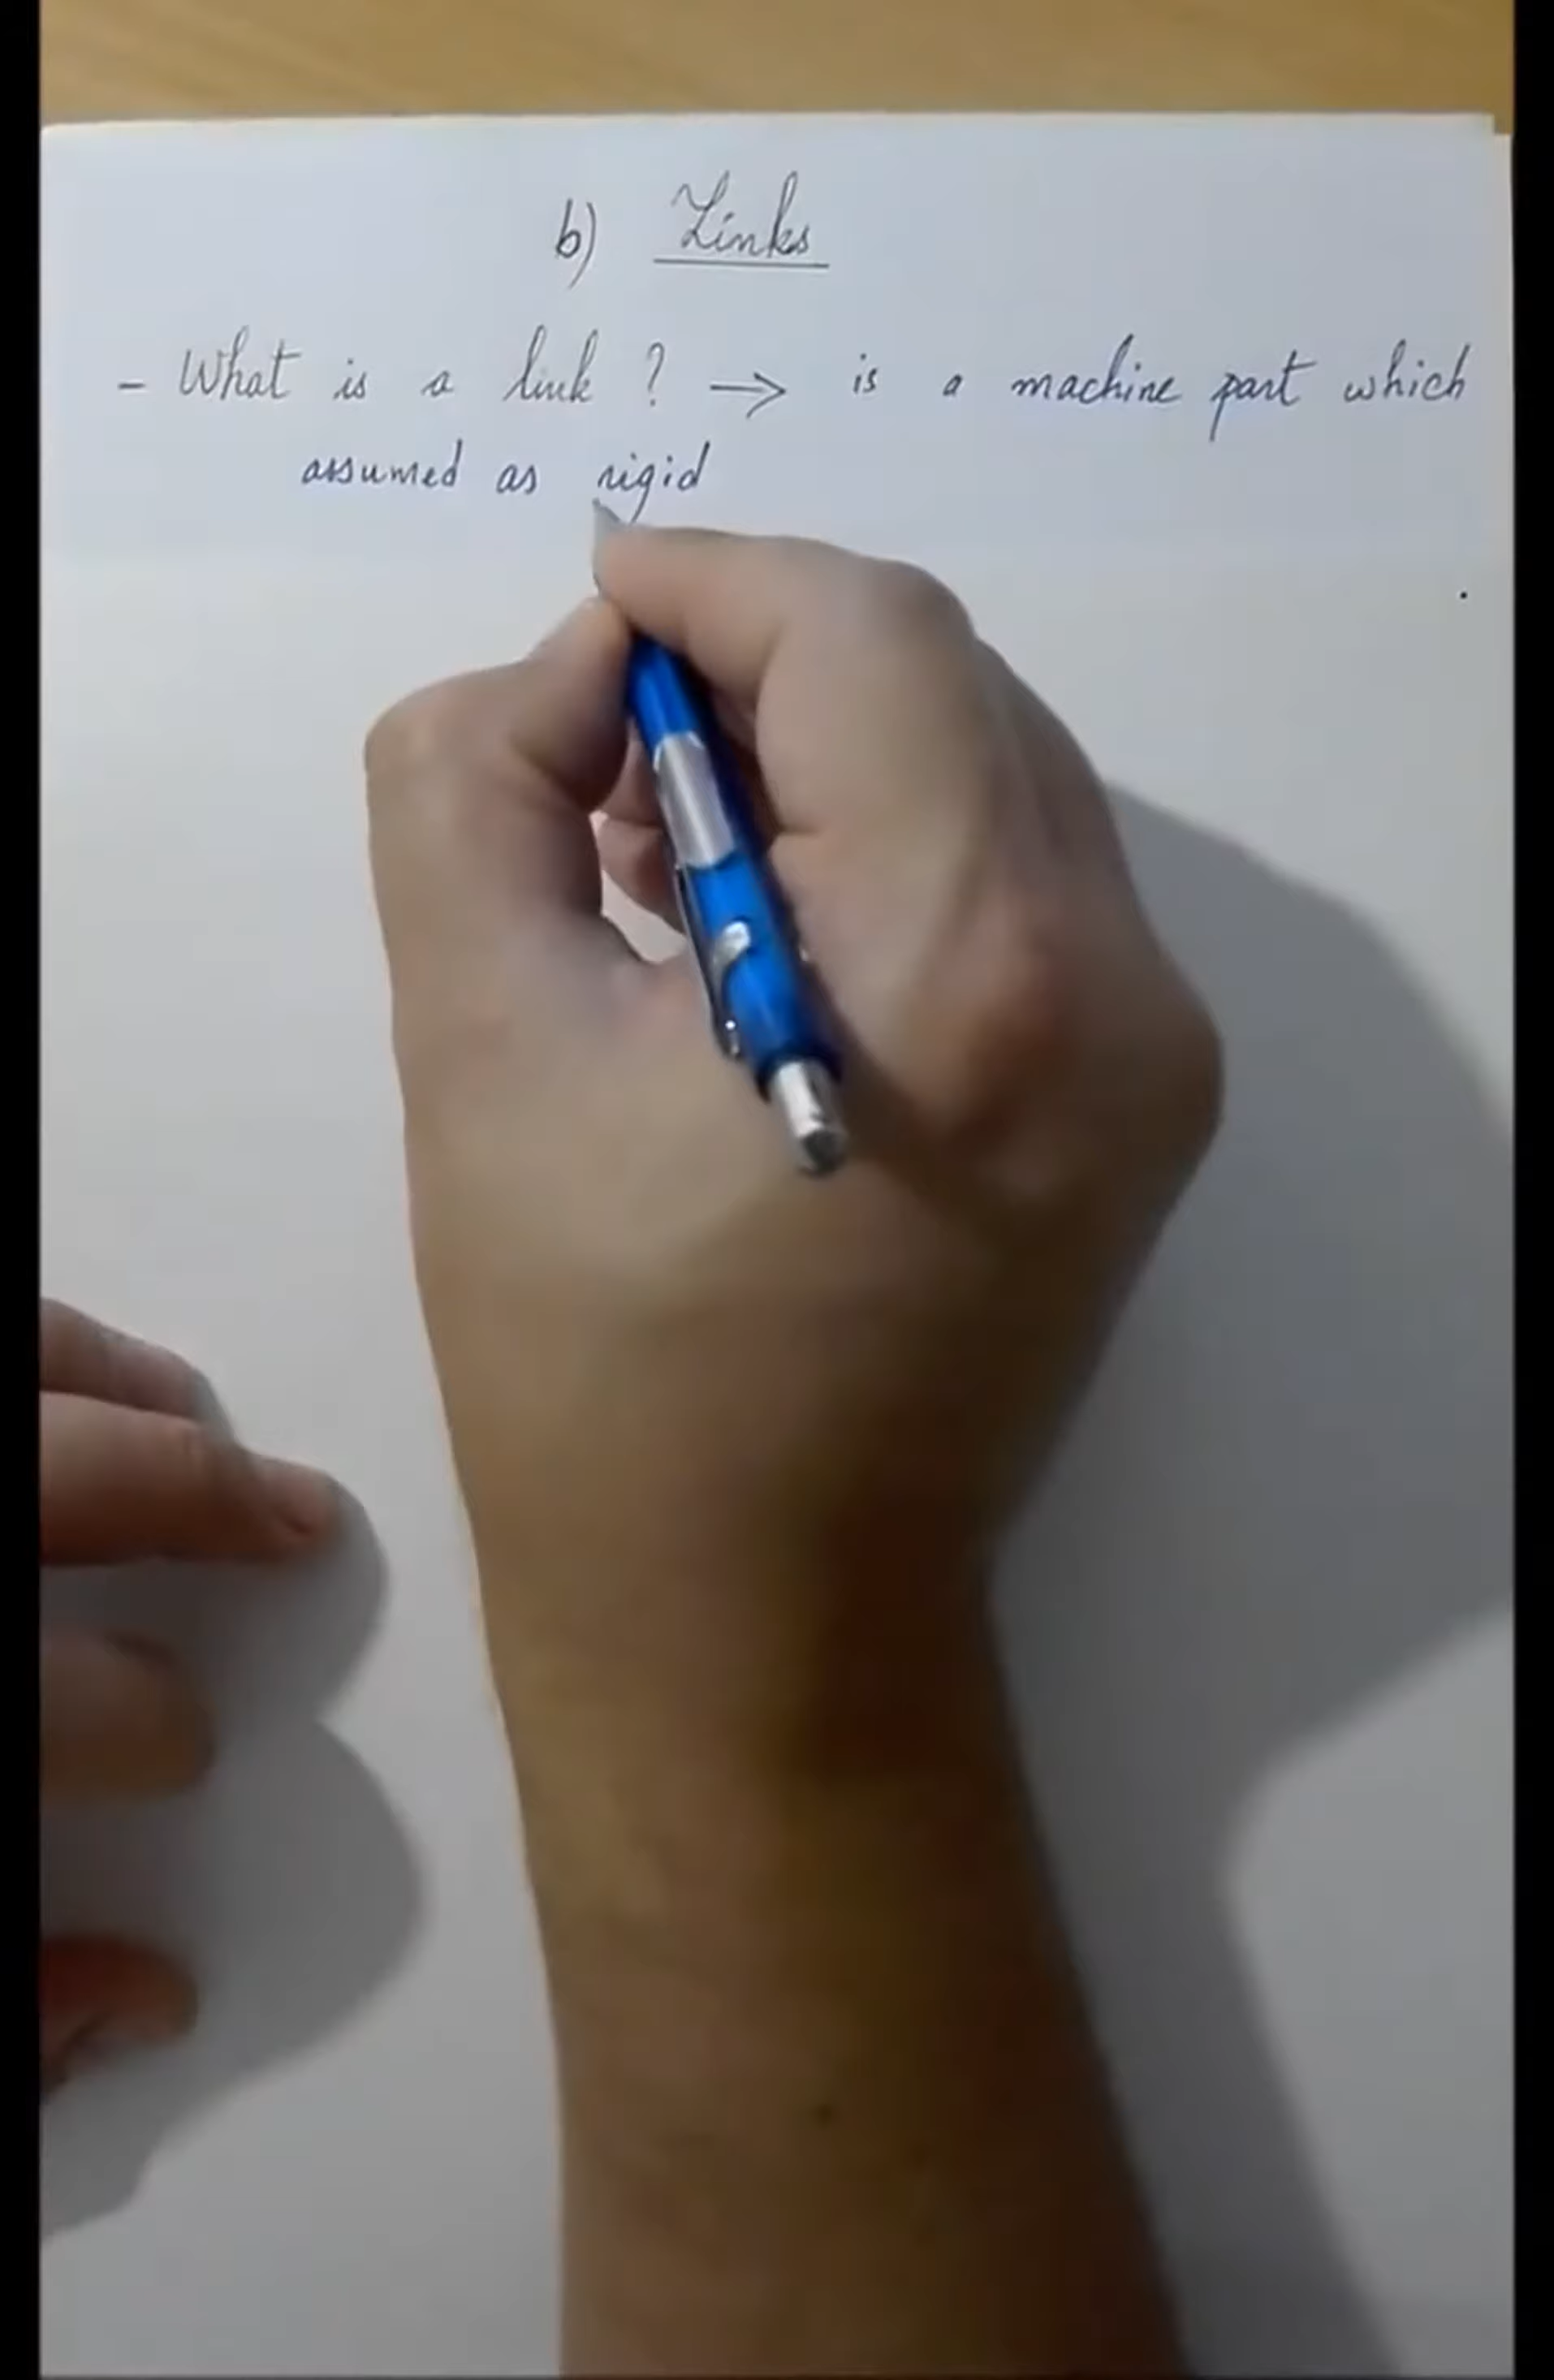 b) Links
- What is a link ? → is a machine part which
assumed as rigid